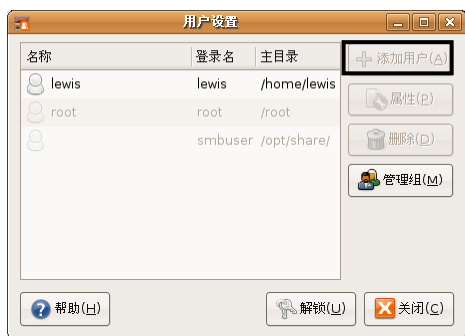 用户设置
名称 登录名 主目录
lewis lewis /home/lewis
root root /root
smbuser /opt/share/
添加用户(A)
属性(P)
删除(D)
管理组(M)
帮助(H) 解锁(U) 关闭(C)